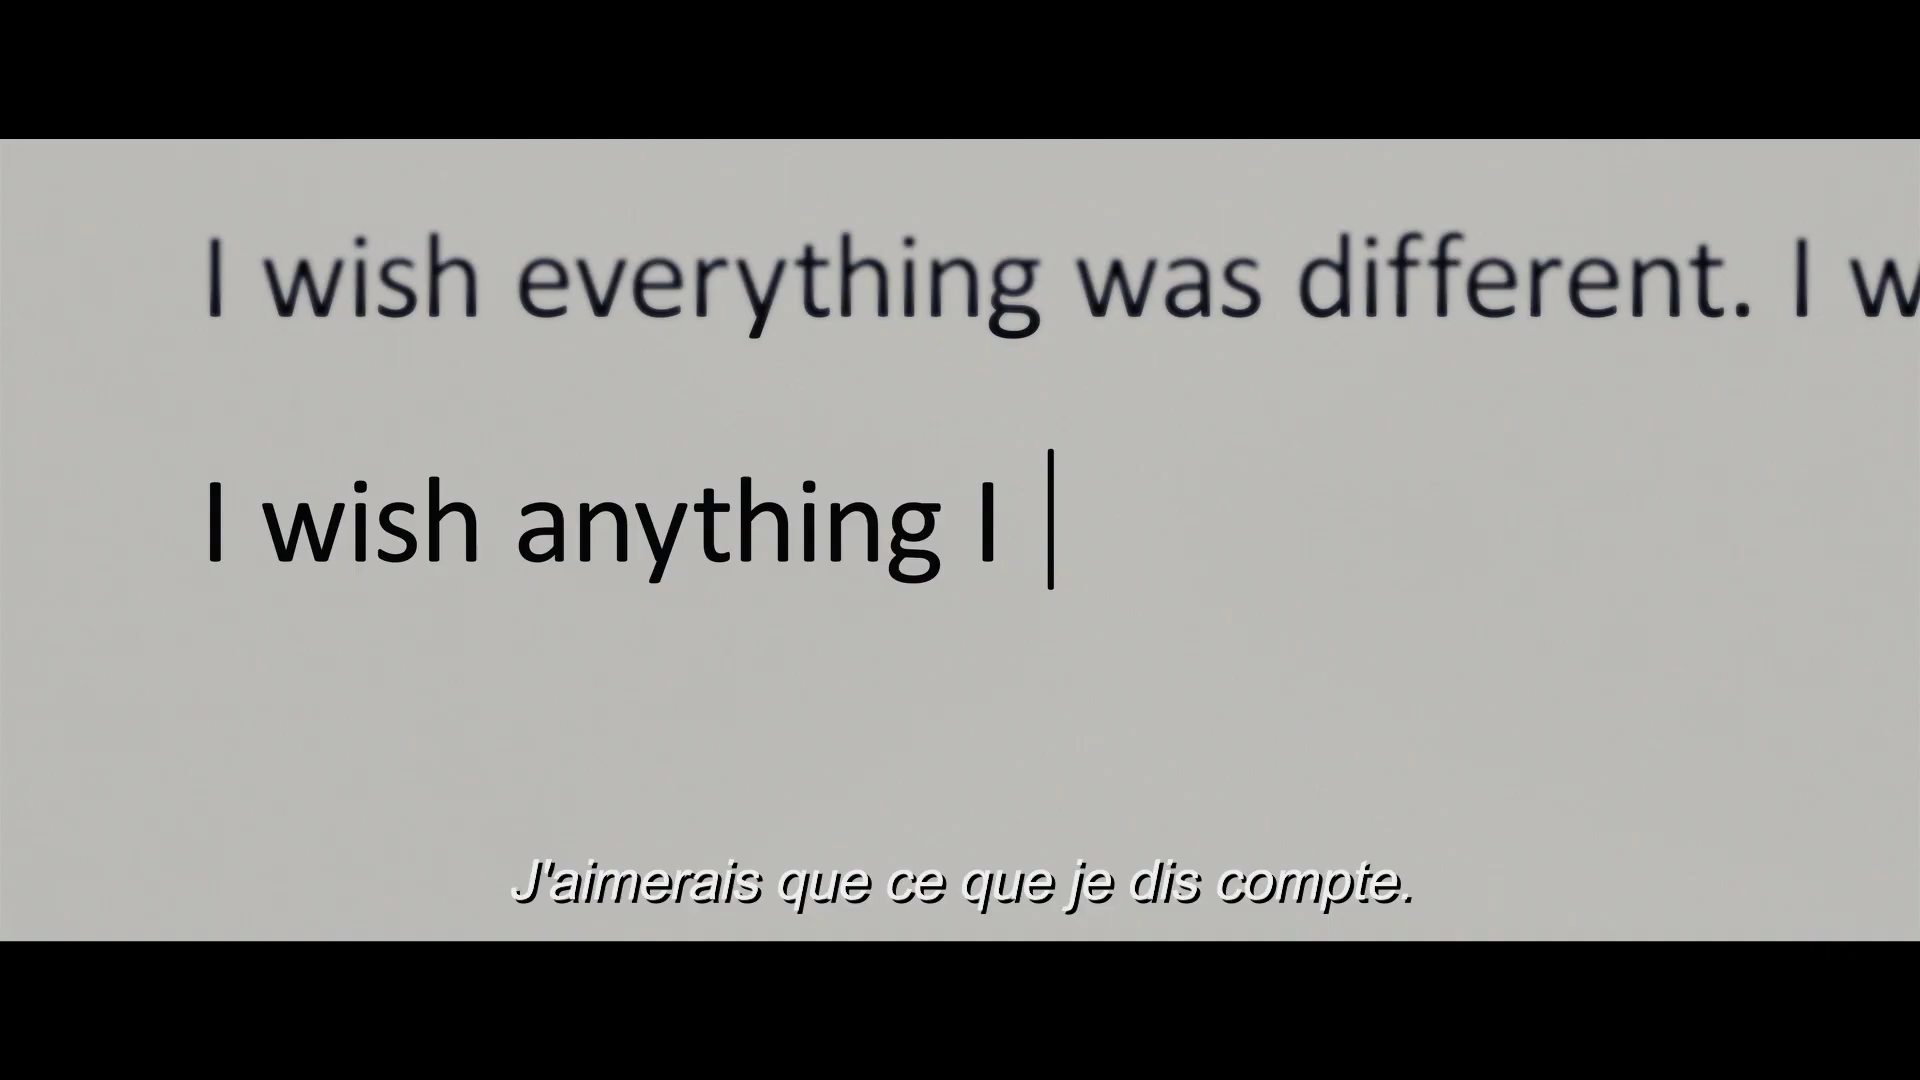 I wish everything was different. I w
I wish anything I
J'aimerais que ce que je dis compte.